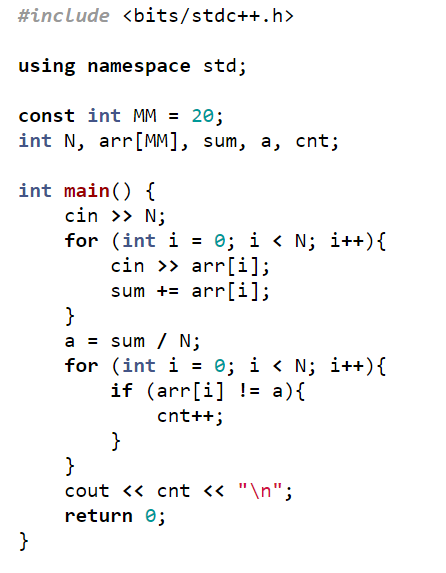 #include <bits/stdc++.h>
using namespace std;
const int MM = 20;
int N, arr[MM], sum, a, cnt;
int main() {
    cin >> N;
    for (int i = 0; i < N; i++){
        cin >> arr[i];
        sum += arr[i];
    }
    a = sum / N;
    for (int i = 0; i < N; i++){
        if (arr[i] != a){
            cnt++;
        }
    }
    cout << cnt << "\n";
    return 0;
}